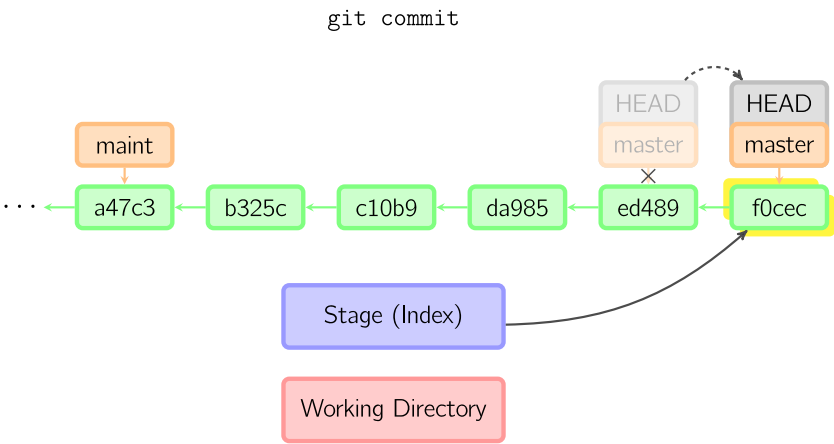 git commit
HEAD HEAD
maint master master
··· a47c3 b325c c10b9 da985 ed489 f0cec
Stage (Index)
Working Directory